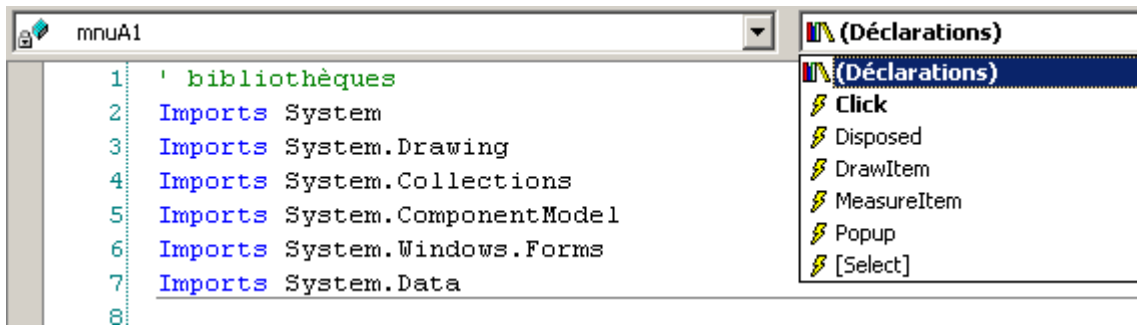 mnuA1
(Déclarations)
1 ' bibliothèques
2 Imports System
3 Imports System.Drawing
4 Imports System.Collections
5 Imports System.ComponentModel
6 Imports System.Windows.Forms
7 Imports System.Data
8
(Déclarations)
Click
Disposed
DrawItem
MeasureItem
Popup
[Select]